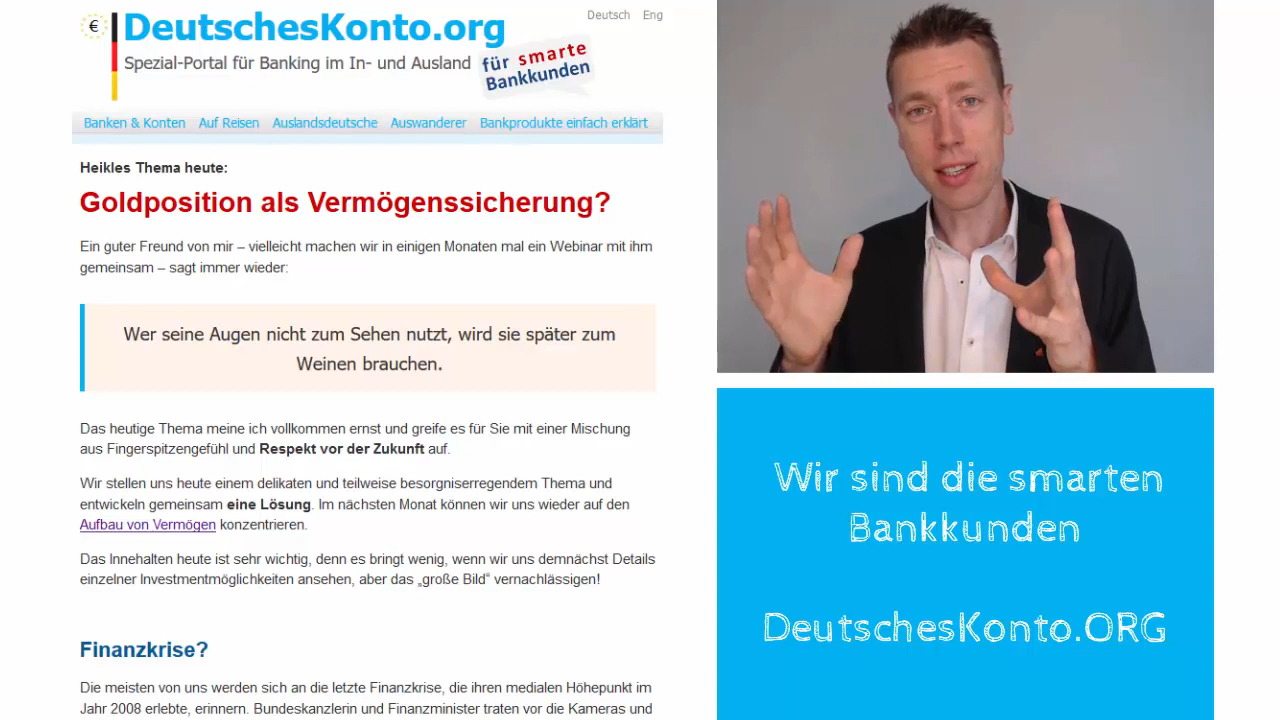 €
DeutschesKonto.org
Spezial-Portal für Banking im In- und Ausland
für smarte
Bankkunden
Deutsch Eng
Banken & Konten Auf Reisen Auslandsdeutsche Auswanderer Bankprodukte einfach erklärt
Heikles Thema heute:
Goldposition als Vermögenssicherung?
Ein guter Freund von mir – vielleicht machen wir in einigen Monaten mal ein Webinar mit ihm
gemeinsam – sagt immer wieder:
Wer seine Augen nicht zum Sehen nutzt, wird sie später zum
Weinen brauchen.
Das heutige Thema meine ich vollkommen ernst und greife es für Sie mit einer Mischung
aus Fingerspitzengefühl und Respekt vor der Zukunft auf.
Wir stellen uns heute einem delikaten und teilweise besorgniserregendem Thema und
entwickeln gemeinsam eine Lösung. Im nächsten Monat können wir uns wieder auf den
Aufbau von Vermögen konzentrieren.
Das Innehalten heute ist sehr wichtig, denn es bringt wenig, wenn wir uns demnächst Details
einzelner Investmentmöglichkeiten ansehen, aber das „große Bild“ vernachlässigen!
Finanzkrise?
Die meisten von uns werden sich an die letzte Finanzkrise, die ihren medialen Höhepunkt im
Jahr 2008 erlebte, erinnern. Bundeskanzlerin und Finanzminister traten vor die Kameras und
Wir sind die smarten
Bankkunden
DeutschesKonto.ORG